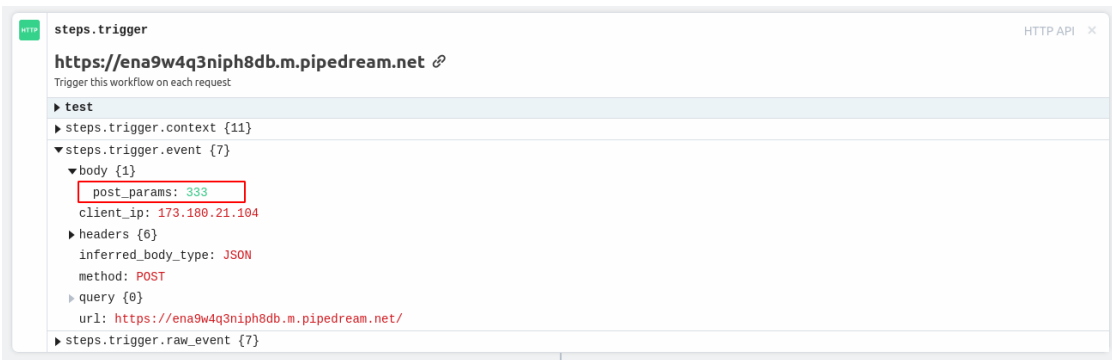 HTTP steps.trigger HTTP API ×
https://ena9w4q3niph8db.m.pipedream.net
Trigger this workflow on each request
test
steps.trigger.context {11}
steps.trigger.event {7}
body {1}
post_params: 333
client_ip: 173.180.21.104
headers {6}
inferred_body_type: JSON
method: POST
query {0}
url: https://ena9w4q3niph8db.m.pipedream.net/
steps.trigger.raw_event {7}